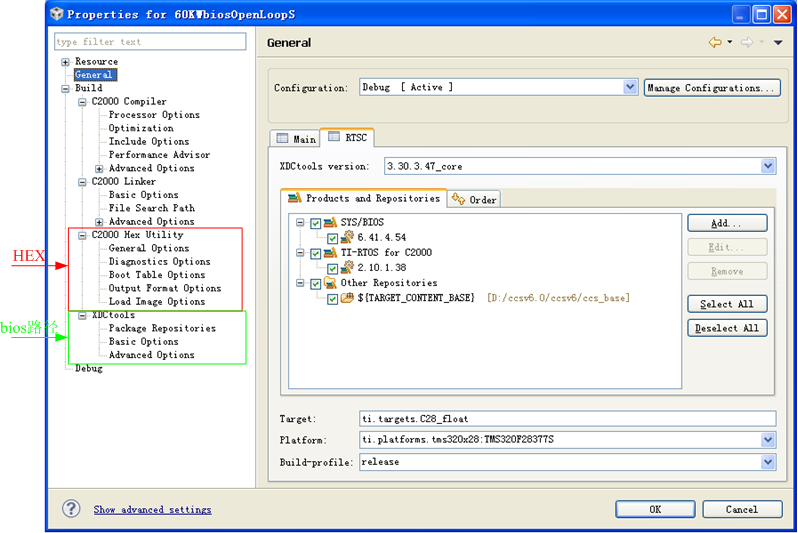 Properties for 60KWbiosOpenLoopS
type filter text
Resource
General
Build
C2000 Compiler
Processor Options
Optimization
Include Options
Performance Advisor
Advanced Options
C2000 Linker
Basic Options
File Search Path
Advanced Options
C2000 Hex Utility
General Options
Diagnostics Options
Boot Table Options
Output Format Options
Load Image Options
XDCtools
Package Repositories
Basic Options
Advanced Options
Debug
HEX
bios路径
General
Configuration: Debug [ Active ] Manage Configurations...
Main RTSC
XDCtools version: 3.30.3.47_core
Products and Repositories Order
SYS/BIOS
6.41.4.54
TI-RTOS for C2000
2.10.1.38
Other Repositories
${TARGET_CONTENT_BASE} [D:/ccsv6.0/ccsv6/ccs_base]
Add...
Edit...
Remove
Select All
Deselect All
Target: ti.targets.C28_float
Platform: ti.platforms.tms320x28:TMS320F28377S
Build-profile: release
? Show advanced settings OK Cancel